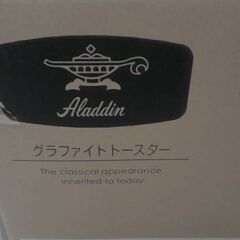 Aladdin
グラファイトトースター
The classical appearance
inherited to today